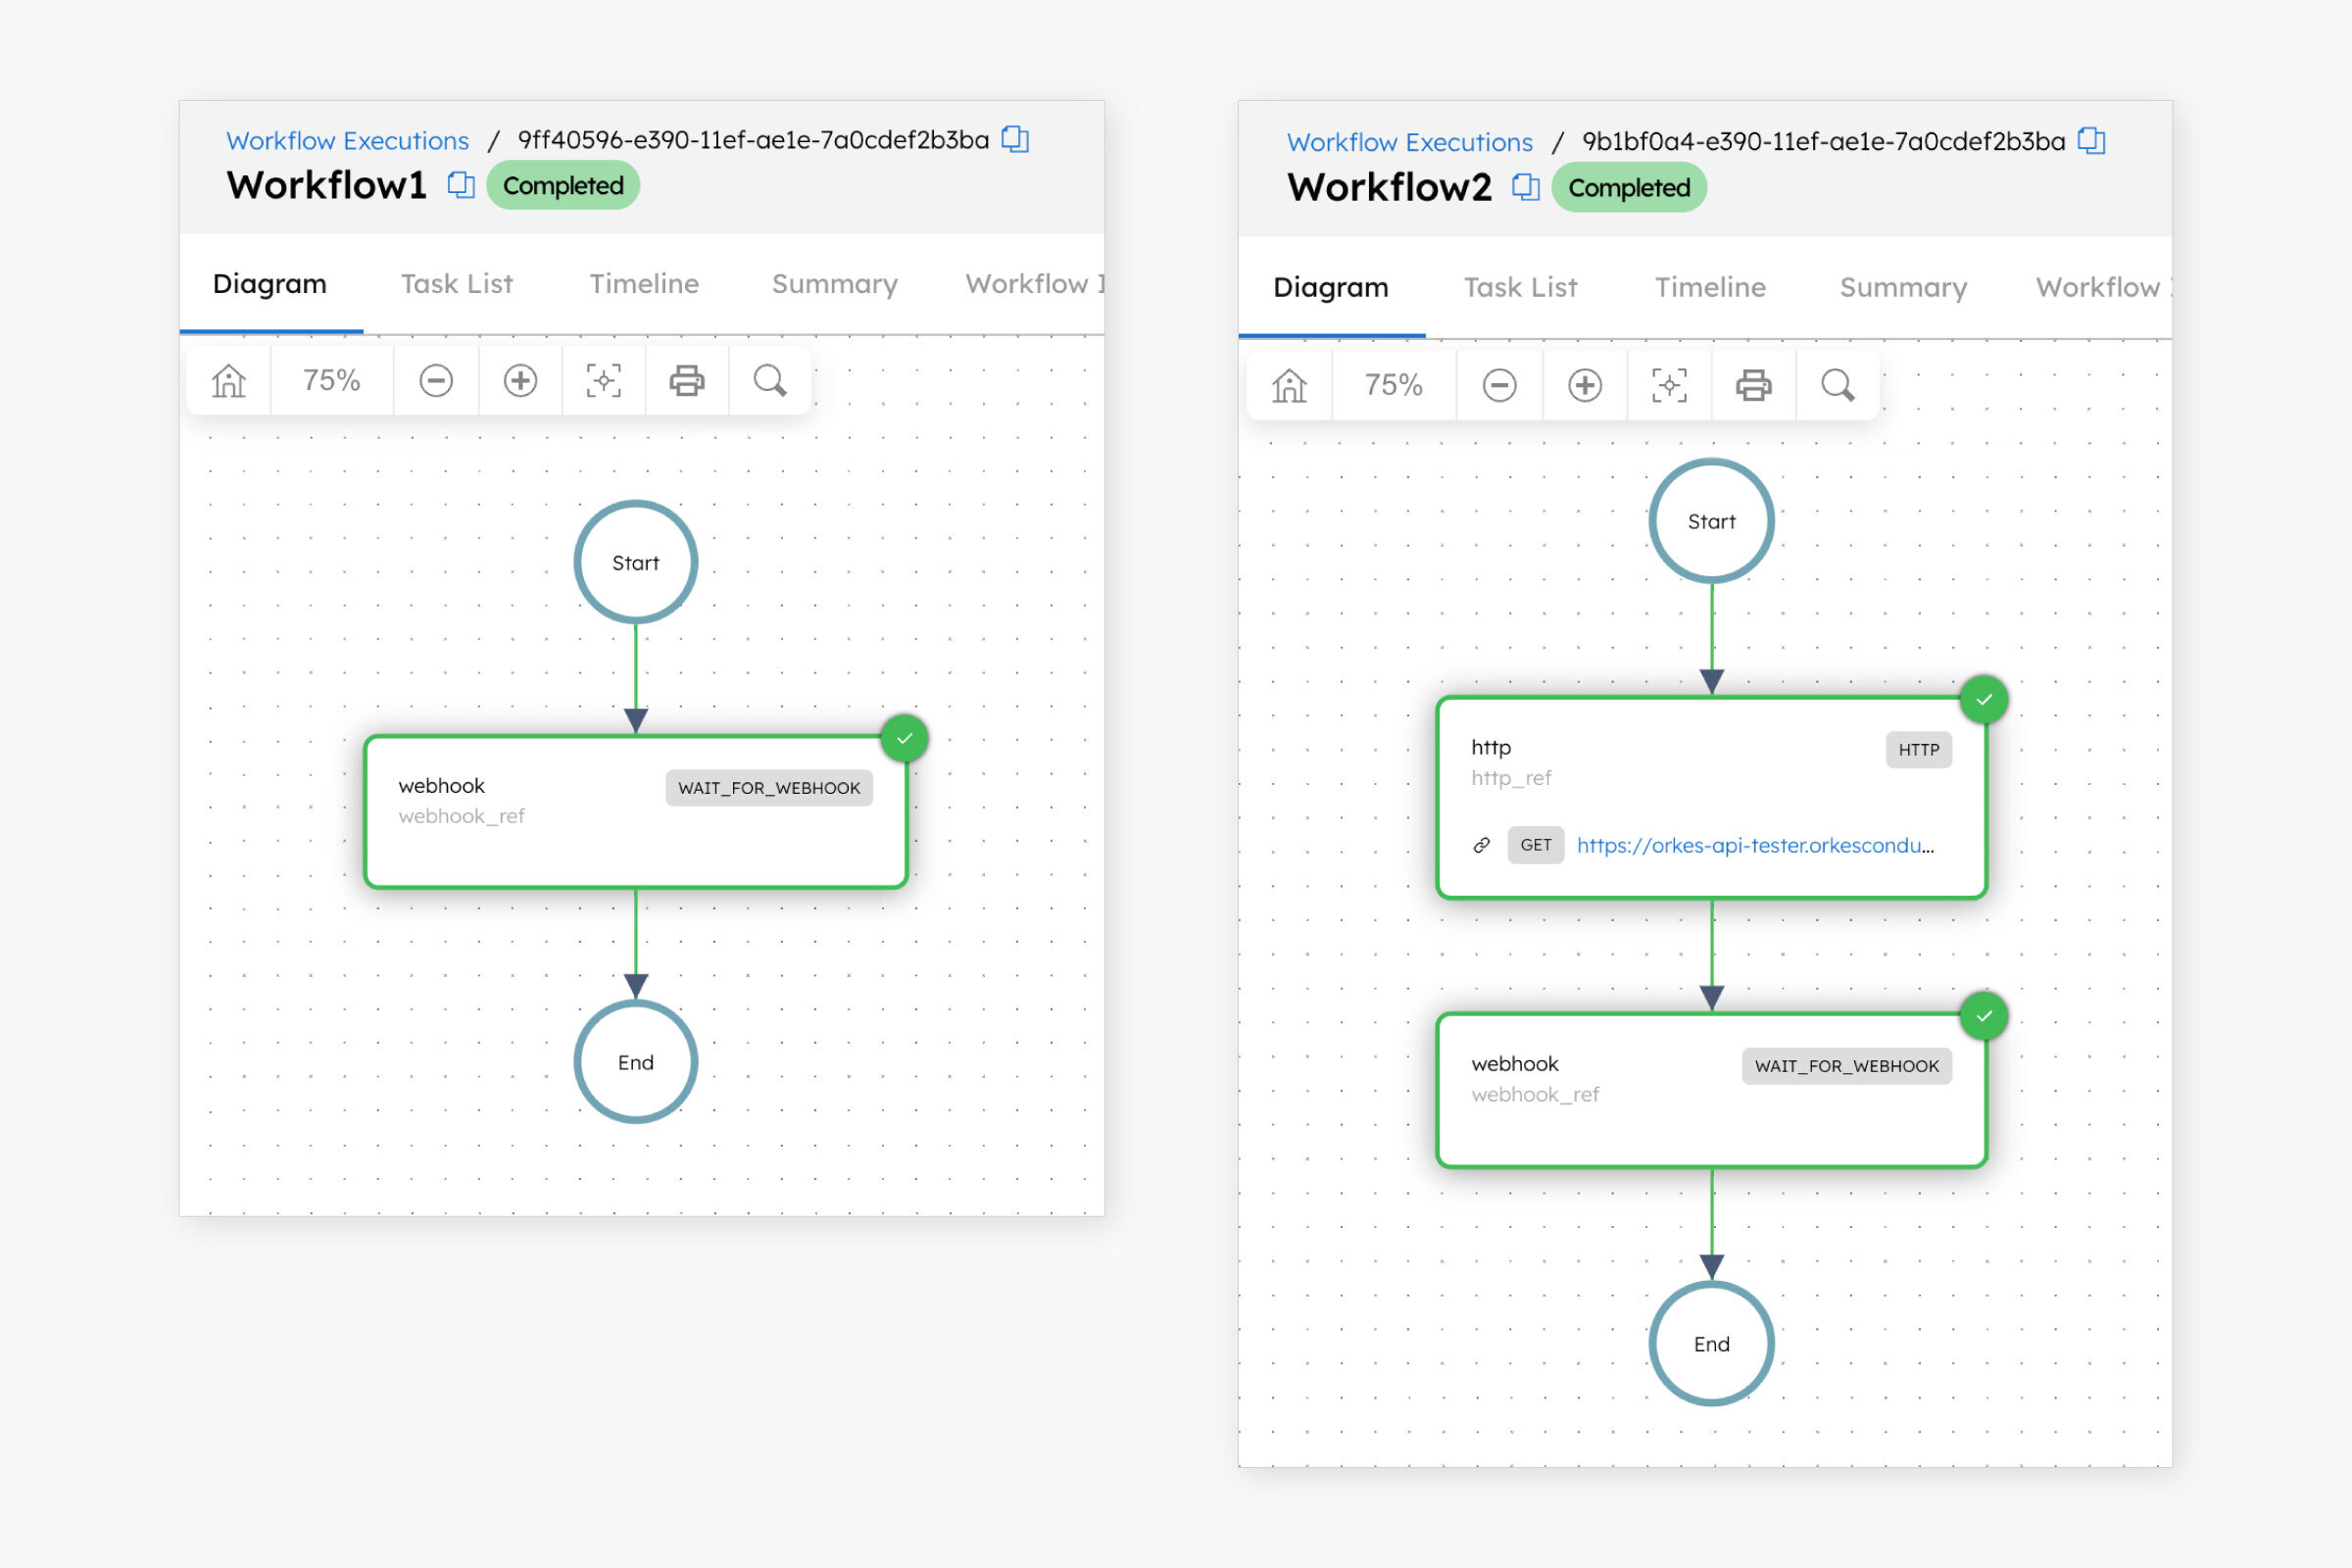 Workflow Executions / 9ff40596-e390-11ef-ae1e-7a0cdef2b3ba
Workflow1 Completed
Diagram Task List Timeline Summary Workflow
75%
Start
webhook WAIT_FOR_WEBHOOK
webhook_ref
End
Workflow Executions / 9b1bf0a4-e390-11ef-ae1e-7a0cdef2b3ba
Workflow2 Completed
Diagram Task List Timeline Summary Workflow
75%
Start
http HTTP
http_ref
GET https://orkes-api-tester.orkescondu...
webhook WAIT_FOR_WEBHOOK
webhook_ref
End